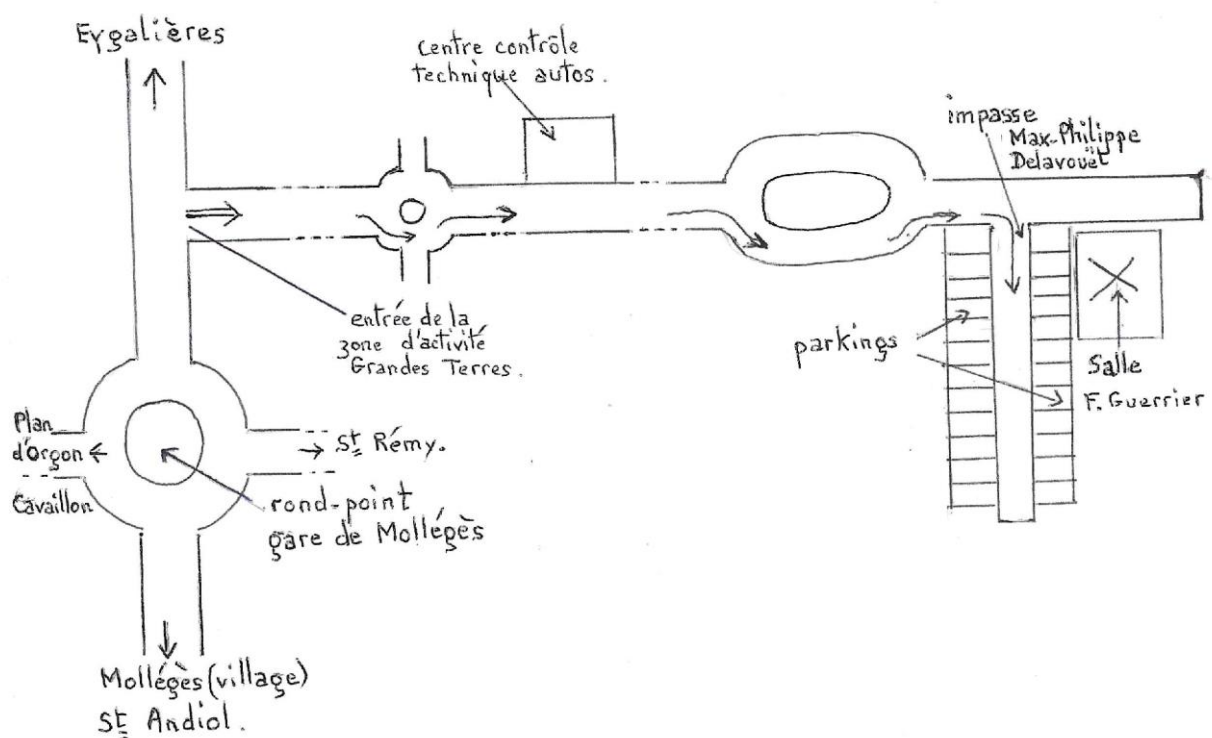 Eygalières
Centre contrôle
technique autos.
impasse
Max-Philippe
Delavouët
entrée de la
zone d'activité
Grandes Terres.
parkings
Salle
F. Guerrier
Plan
d'Orgon
Cavaillon
St Rémy.
rond-point
gare de Mollégès
Mollégès (village)
St Andiol.